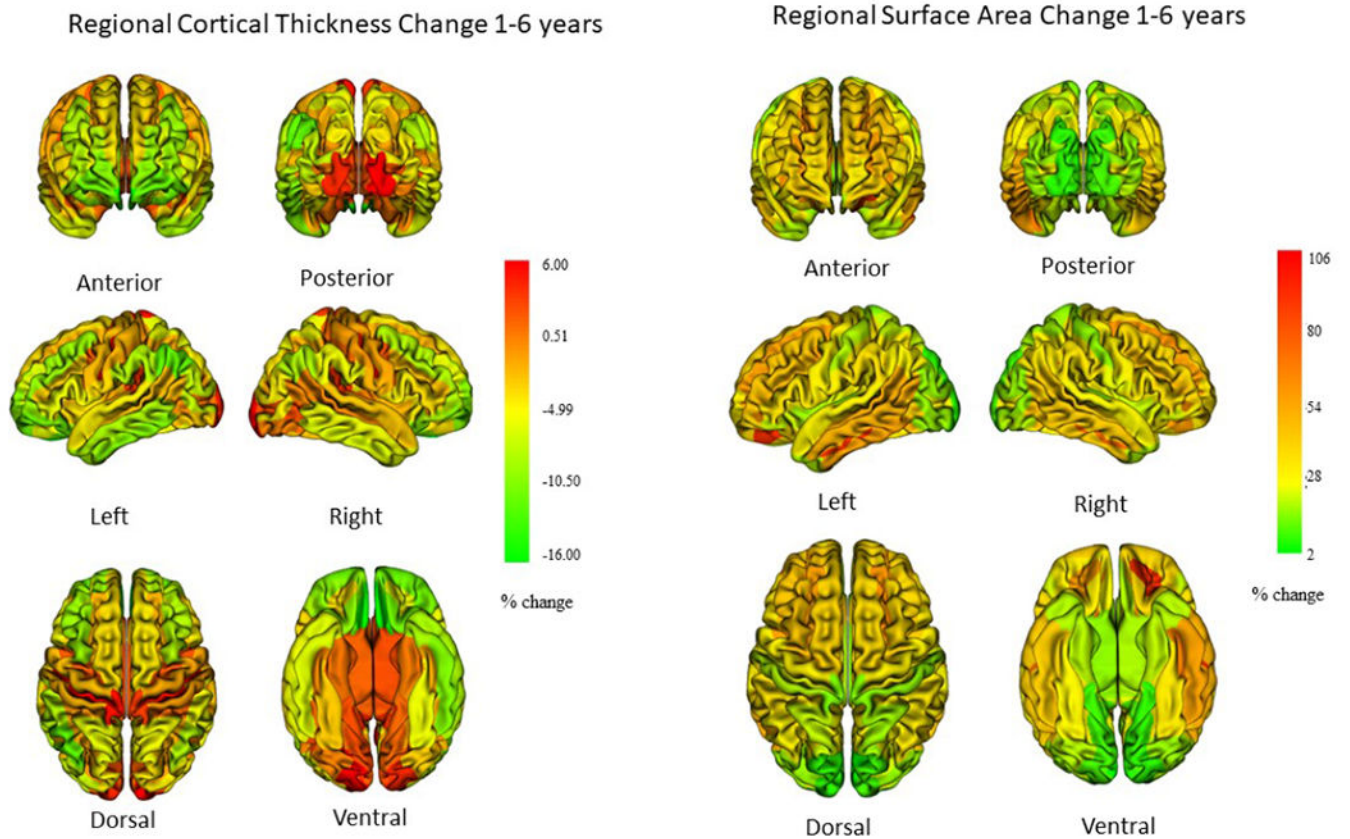 Regional Cortical Thickness Change 1-6 years
Anterior
Posterior
6.00
0.51
-4.99
-10.50
-16.00
% change
Left
Right
Dorsal
Ventral
Regional Surface Area Change 1-6 years
Anterior
Posterior
106
80
54
28
2
% change
Left
Right
Dorsal
Ventral